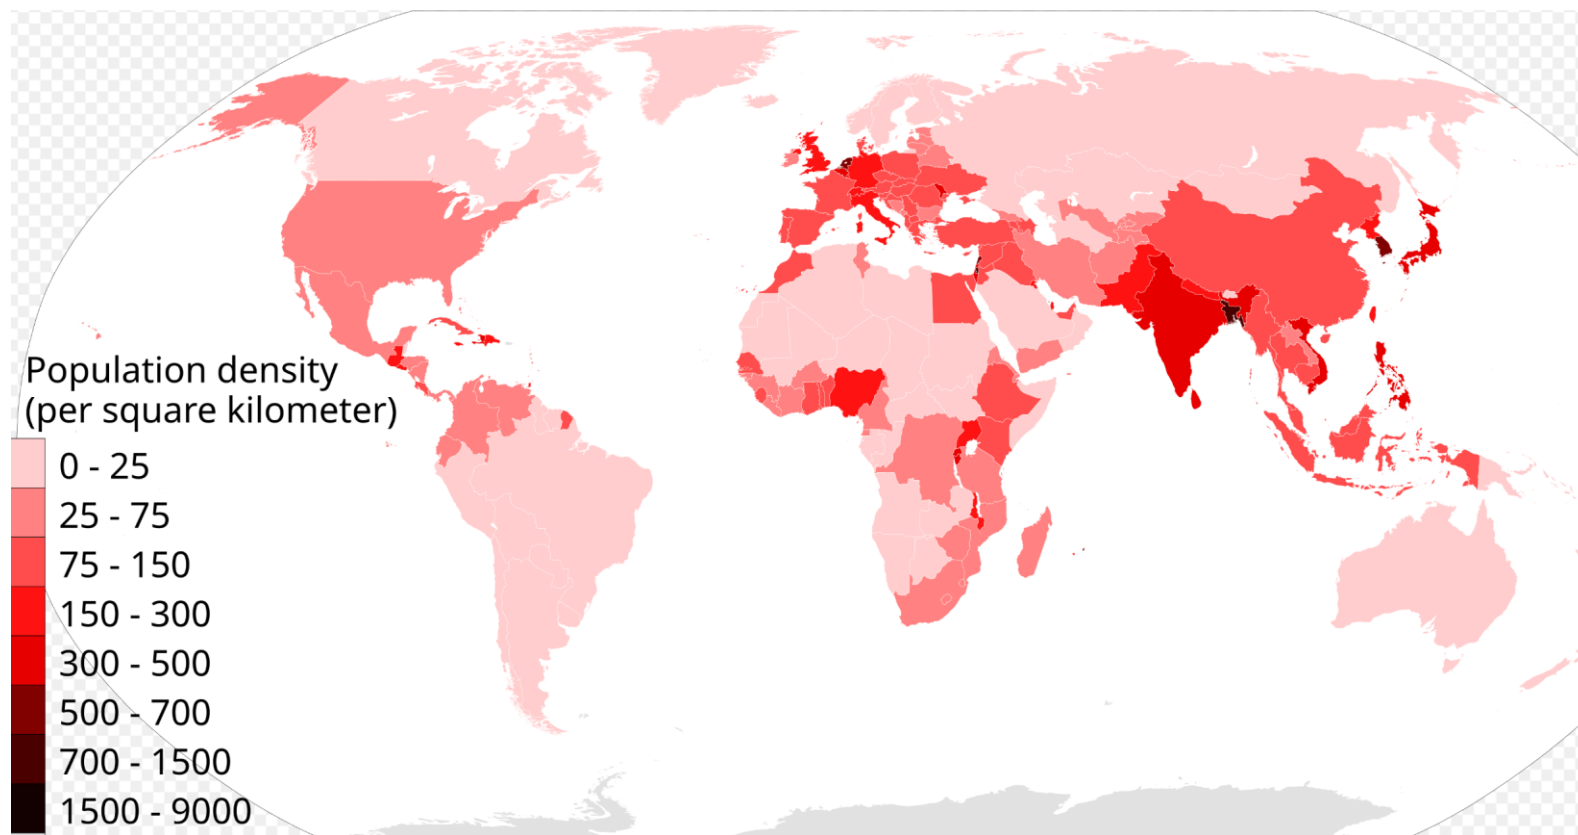 Population density
(per square kilometer)
0 - 25
25 - 75
75 - 150
150 - 300
300 - 500
500 - 700
700 - 1500
1500 - 9000